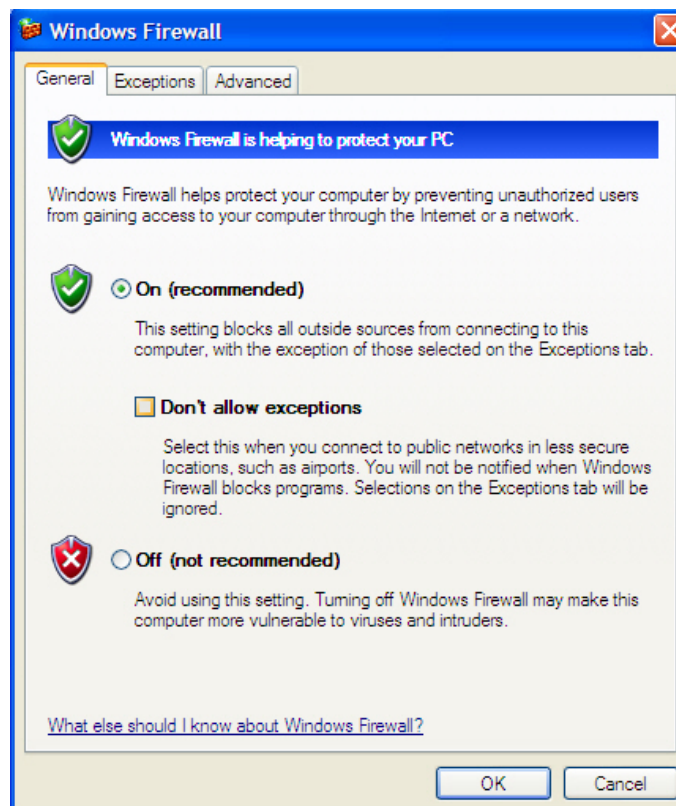 Windows Firewall
General
Exceptions
Advanced
Windows Firewall is helping to protect your PC
Windows Firewall helps protect your computer by preventing unauthorized users
from gaining access to your computer through the Internet or a network.
On (recommended)
This setting blocks all outside sources from connecting to this
computer, with the exception of those selected on the Exceptions tab.
Don't allow exceptions
Select this when you connect to public networks in less secure
locations, such as airports. You will not be notified when Windows
Firewall blocks programs. Selections on the Exceptions tab will be
ignored.
Off (not recommended)
Avoid using this setting. Turning off Windows Firewall may make this
computer more vulnerable to viruses and intruders.
What else should I know about Windows Firewall?
OK
Cancel